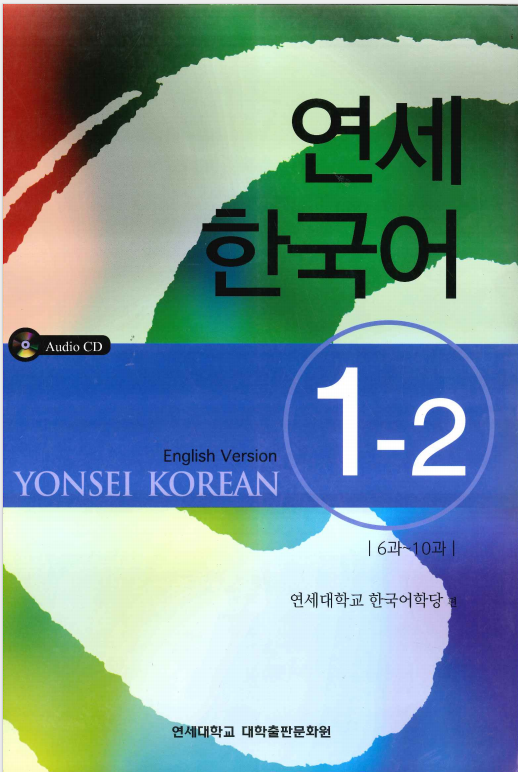 연세
한국어
Audio CD
1-2
English Version
YONSEI KOREAN
| 6과~10과 |
연세대학교 한국어학당 편
연세대학교 대학출판문화원